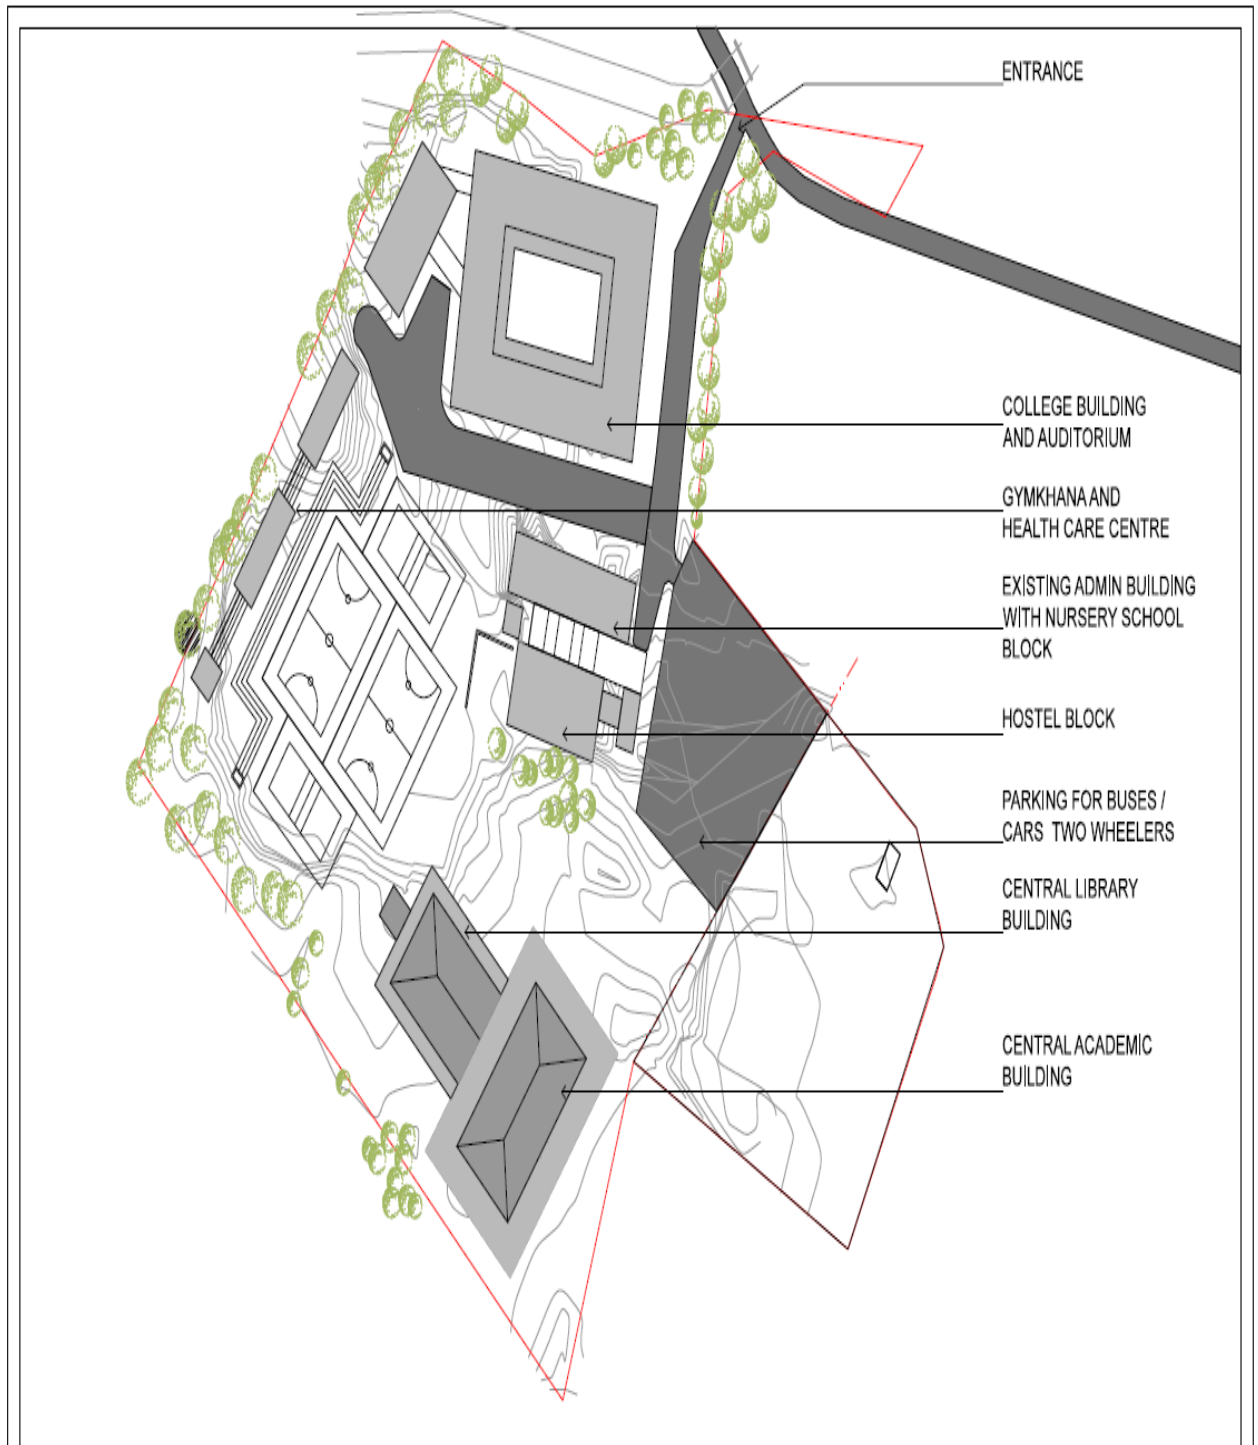 ENTRANCE
COLLEGE BUILDING
AND AUDITORIUM
GYMKHANA AND
HEALTH CARE CENTRE
EXISTING ADMIN BUILDING
WITH NURSERY SCHOOL
BLOCK
HOSTEL BLOCK
PARKING FOR BUSES /
CARS TWO WHEELERS
CENTRAL LIBRARY
BUILDING
CENTRAL ACADEMIC
BUILDING